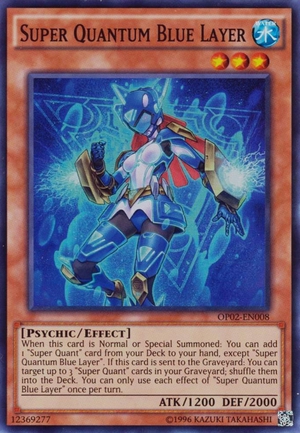 SUPER QUANTUM BLUE LAYER
WATER
水
OP02-EN008
[PSYCHIC/EFFECT]
When this card is Normal or Special Summoned: You can add
1 "Super Quant" card from your Deck to your hand, except "Super
Quantum Blue Layer". If this card is sent to the Graveyard: You can
target up to 3 "Super Quant" cards in your Graveyard; shuffle them
into the Deck. You can only use each effect of "Super Quantum
Blue Layer" once per turn.
ATK/1200 DEF/2000
12369277
©1996 KAZUKI TAKAHASHI